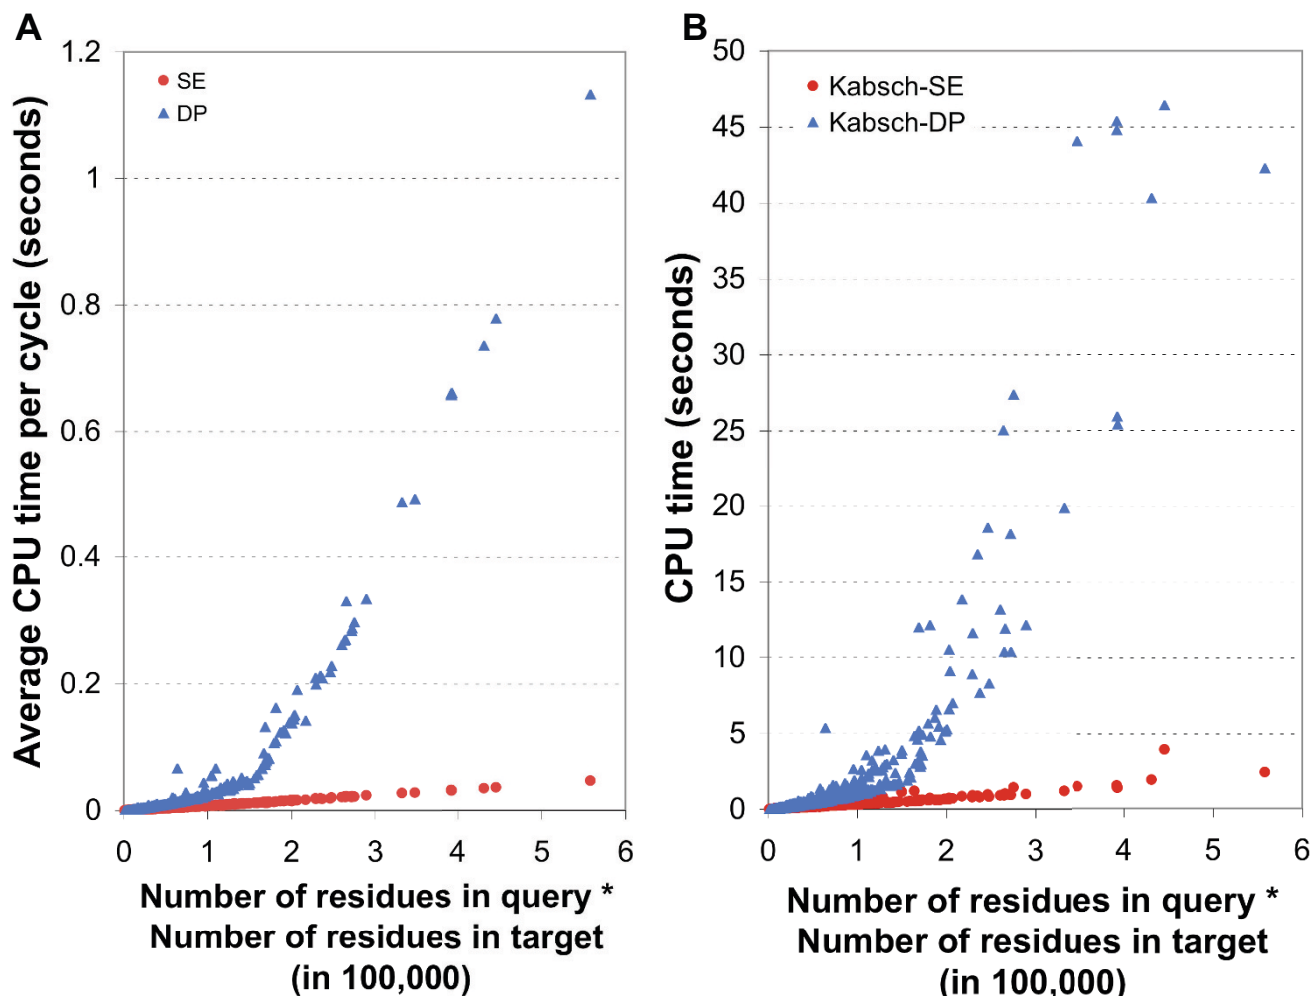 A
Average CPU time per cycle (seconds)
1.2
1
0.8
0.6
0.4
0.2
0
SE
DP
0 1 2 3 4 5 6
Number of residues in query *
Number of residues in target
(in 100,000)
B
CPU time (seconds)
50
45
40
35
30
25
20
15
10
5
0
Kabsch-SE
Kabsch-DP
0 1 2 3 4 5 6
Number of residues in query *
Number of residues in target
(in 100,000)